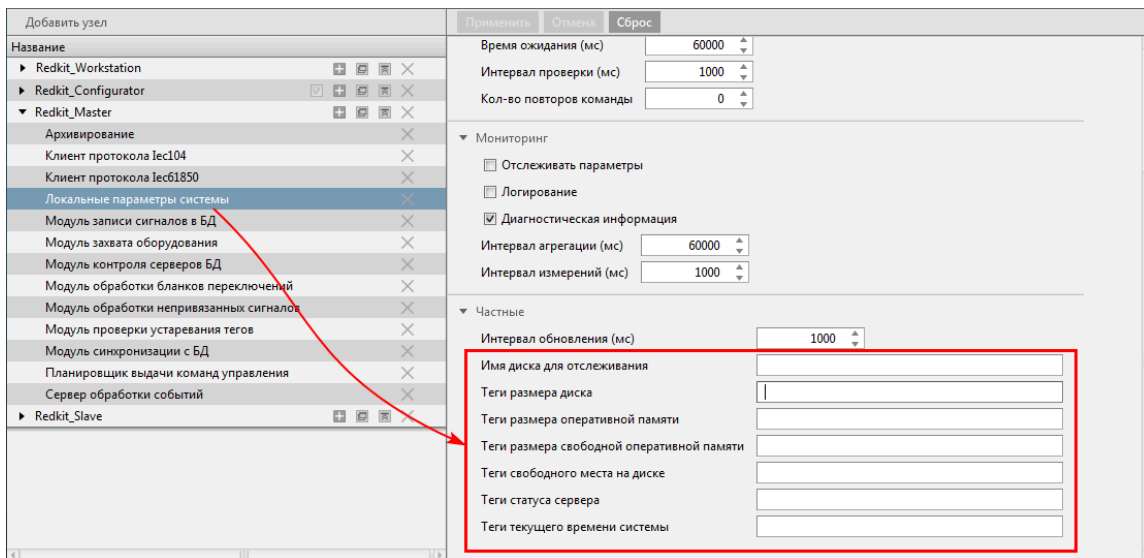 Добавить узел
Название
Redkit_Workstation
Redkit_Configurator
Redkit_Master
Архивирование
Клиент протокола Iec104
Клиент протокола Iec61850
Локальные параметры системы
Модуль записи сигналов в БД
Модуль захвата оборудования
Модуль контроля серверов БД
Модуль обработки бланков переключений
Модуль обработки непривязанных сигналов
Модуль проверки устаревания тегов
Модуль синхронизации с БД
Планировщик выдачи команд управления
Сервер обработки событий
Redkit_Slave
Применить Отмена Сброс
Время ожидания (мс) 60000
Интервал проверки (мс) 1000
Кол-во повторов команды 0
Мониторинг
Отслеживать параметры
Логирование
Диагностическая информация
Интервал агрегации (мс) 60000
Интервал измерений (мс) 1000
Частные
Интервал обновления (мс) 1000
Имя диска для отслеживания
Теги размера диска
Теги размера оперативной памяти
Теги размера свободной оперативной памяти
Теги свободного места на диске
Теги статуса сервера
Теги текущего времени системы